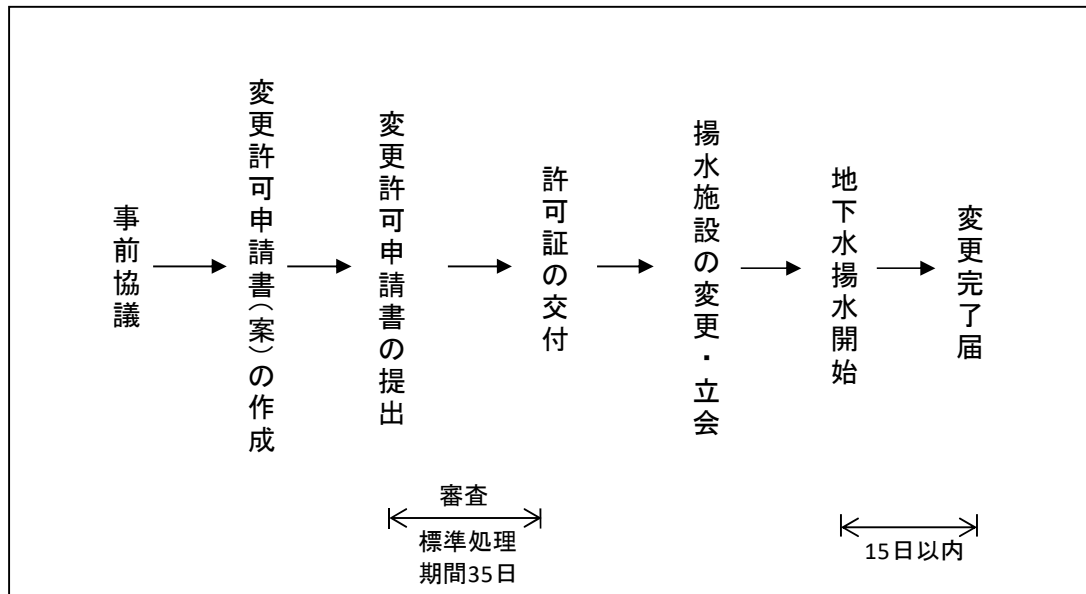 事前協議
変更許可申請書(案)の作成
変更許可申請書の提出
許可証の交付
揚水施設の変更・立会
地下水揚水開始
変更完了届
審査
標準処理
期間35日
15日以内